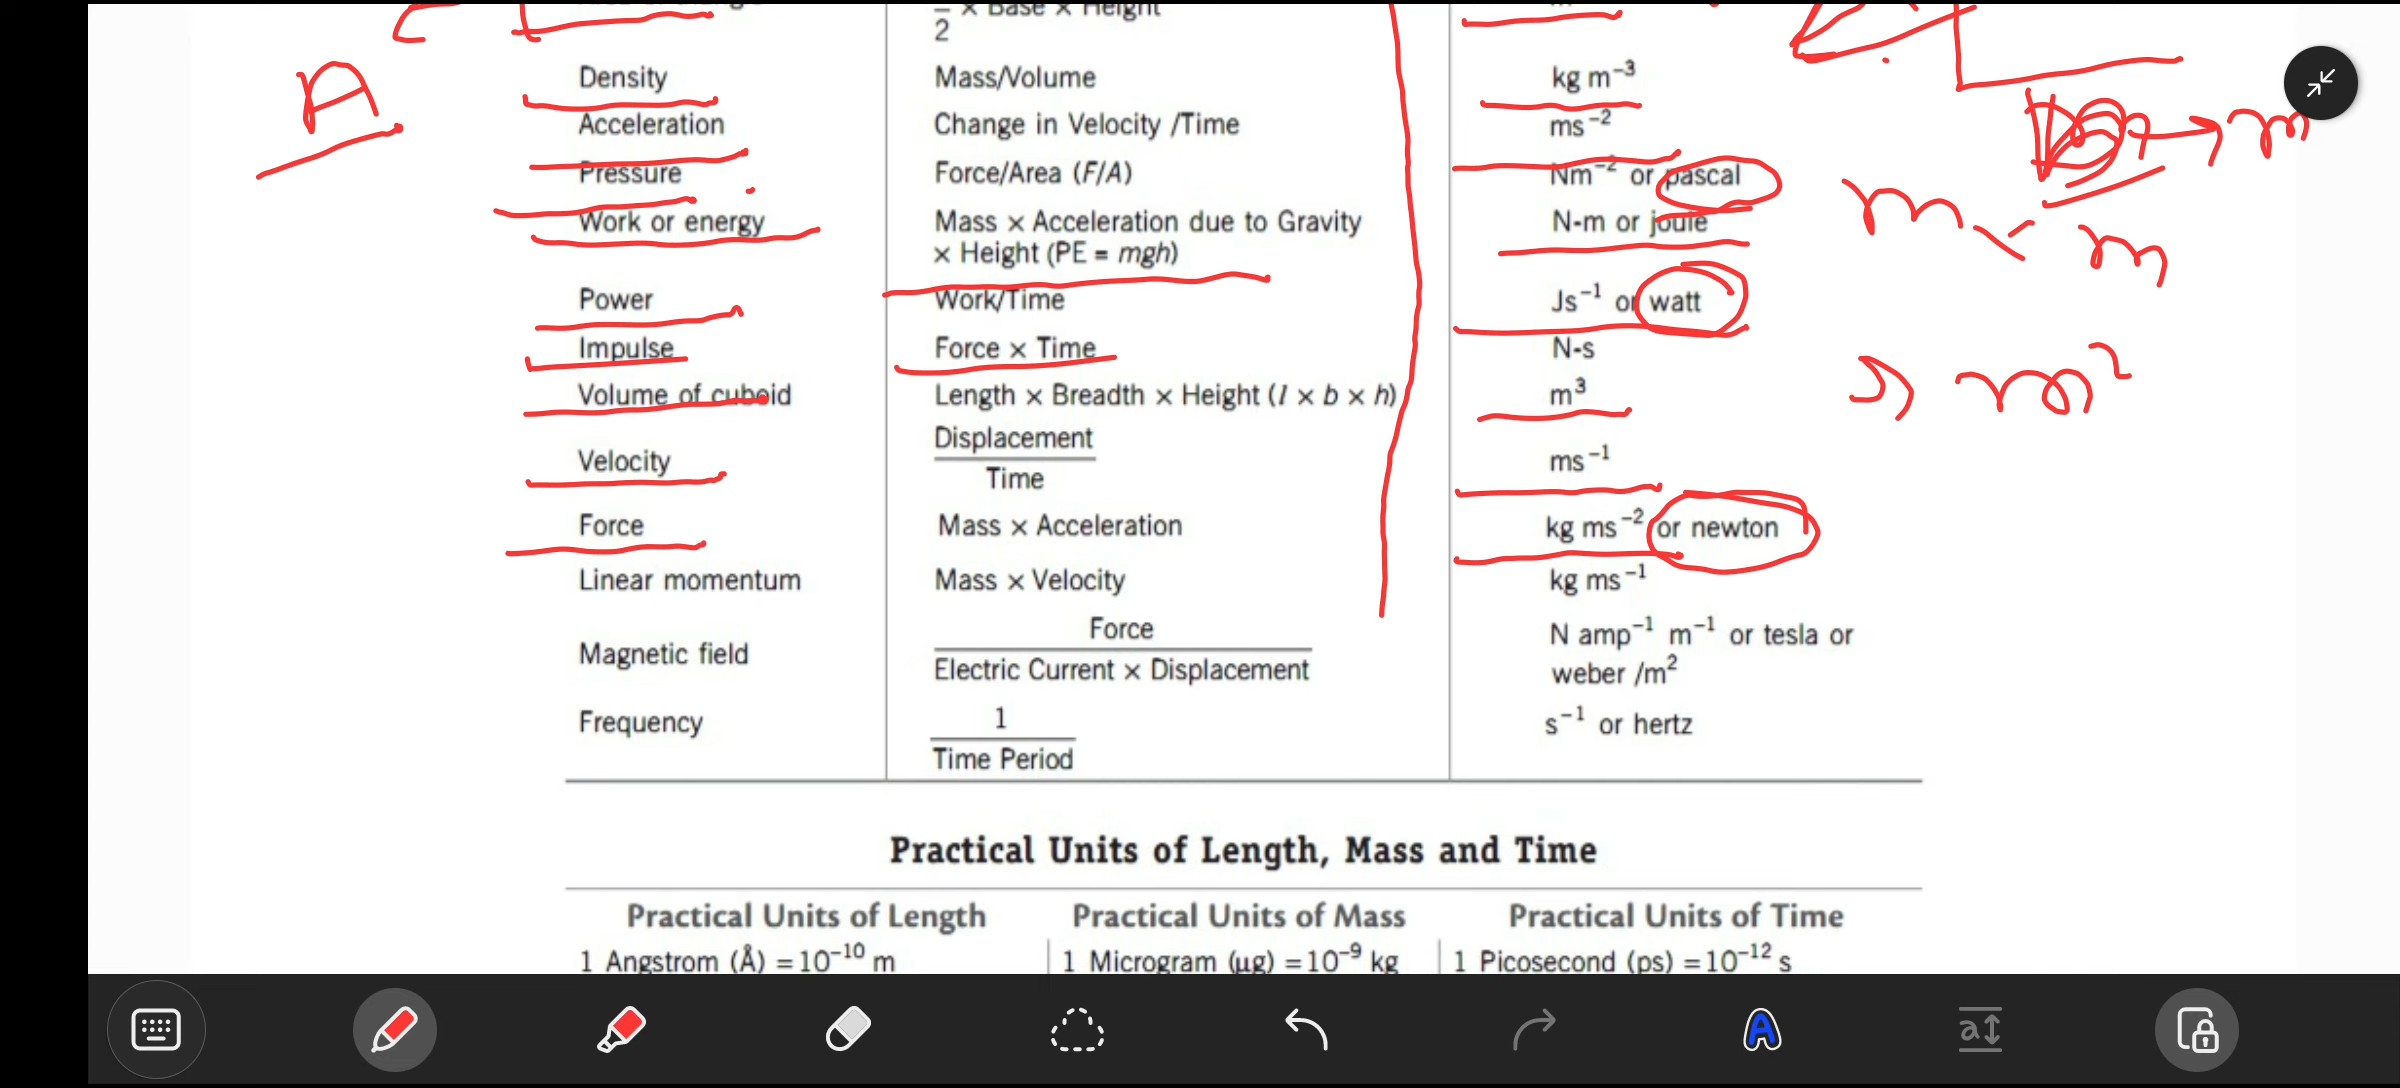 1/2 × Base × Height
Density Mass/Volume kg m⁻³
Acceleration Change in Velocity /Time ms⁻²
Pressure Force/Area (F/A) Nm⁻² or pascal
Work or energy Mass × Acceleration due to Gravity N-m or joule
× Height (PE = mgh)
Power Work/Time Js⁻¹ or watt
Impulse Force × Time N-s
Volume of cuboid Length × Breadth × Height (l × b × h) m³
Velocity Displacement/Time ms⁻¹
Force Mass × Acceleration kg ms⁻² or newton
Linear momentum Mass × Velocity kg ms⁻¹
Magnetic field Force/Electric Current × Displacement N amp⁻¹ m⁻¹ or tesla or
weber /m²
Frequency 1/Time Period s⁻¹ or hertz
A
m
m × m
m²
Practical Units of Length, Mass and Time
Practical Units of Length Practical Units of Mass Practical Units of Time
1 Angstrom (Å) = 10⁻¹⁰ m 1 Microgram (μg) = 10⁻⁹ kg 1 Picosecond (ps) = 10⁻¹² s
A
a